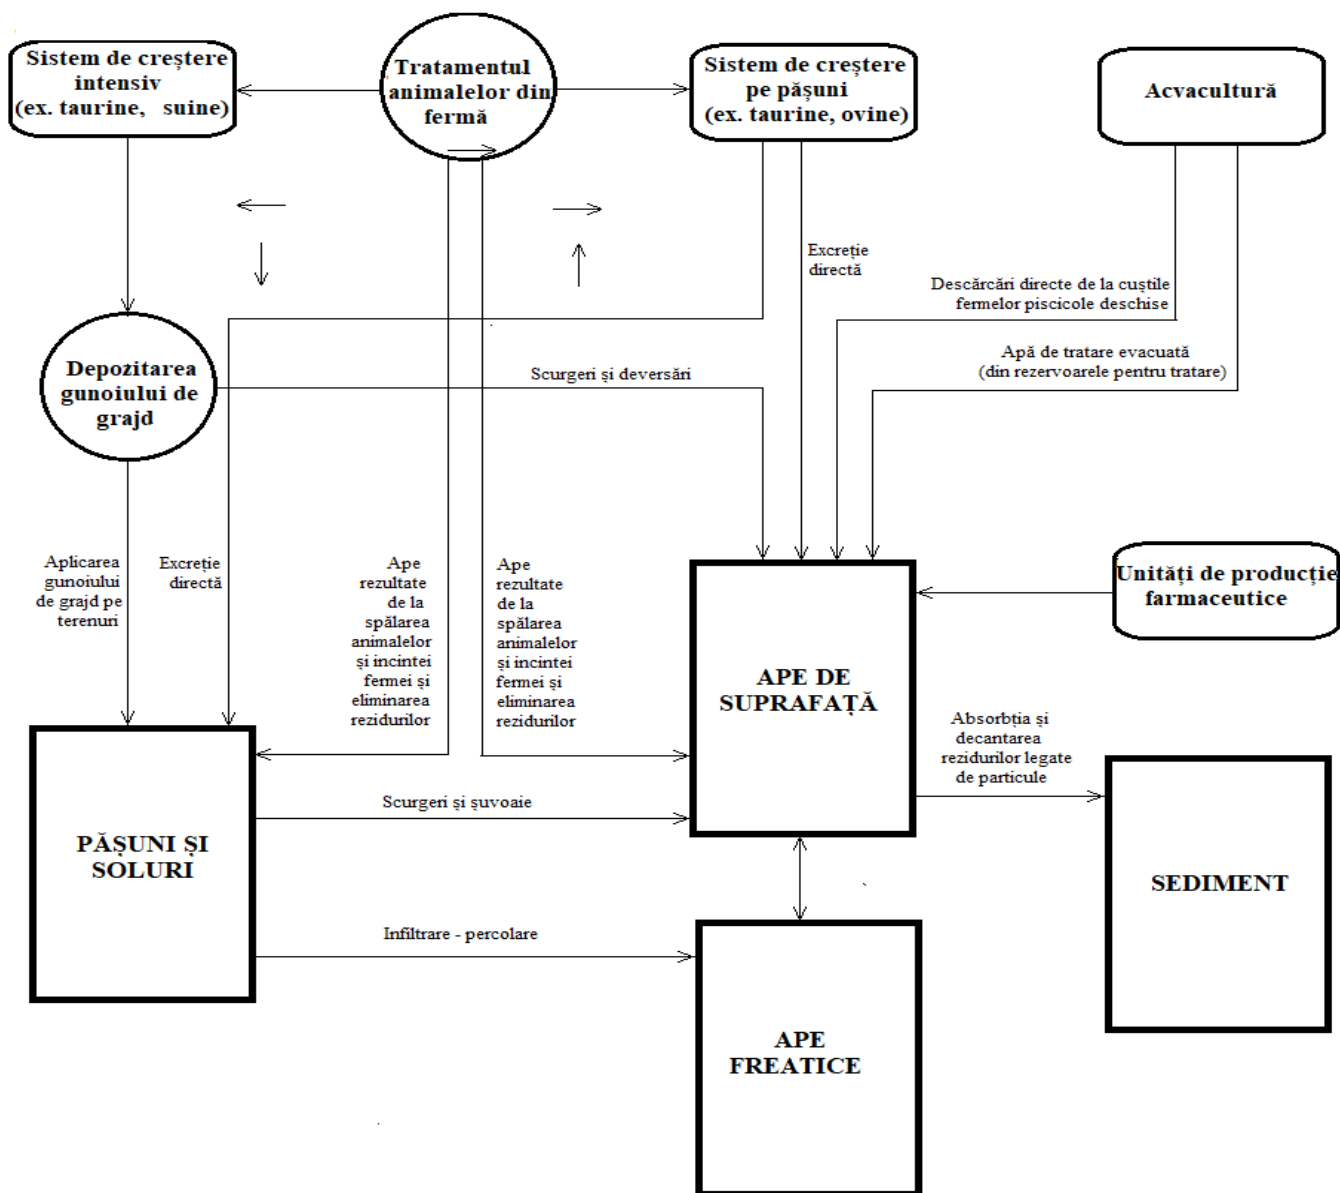 Sistem de creștere
intensiv
(ex. taurine, suine)
Tratamentul
animalelor din
fermă
Sistem de creștere
pe pășuni
(ex. taurine, ovine)
Acvacultură
Excreție
directă
Descărcări directe de la cuștile
fermelor piscicole deschise
Apă de tratare evacuată
(din rezervoarele pentru tratare)
Depozitarea
gunoiului de
grajd
Scurgeri și deversări
Aplicarea
gunoiului
de grajd pe
terenuri
Excreție
directă
Ape
rezultate
de la
spălarea
animalelor
și incintei
fermei și
eliminarea
rezidurilor
Ape
rezultate
de la
spălarea
animalelor
și incintei
fermei și
eliminarea
rezidurilor
Unități de producție
farmaceutice
APE DE
SUPRAFAȚĂ
Absorbția și
decantarea
rezidurilor legate
de particule
PĂȘUNI ȘI
SOLURI
Scurgeri și șuvoaie
SEDIMENT
Infiltrare - percolare
APE
FREATICE